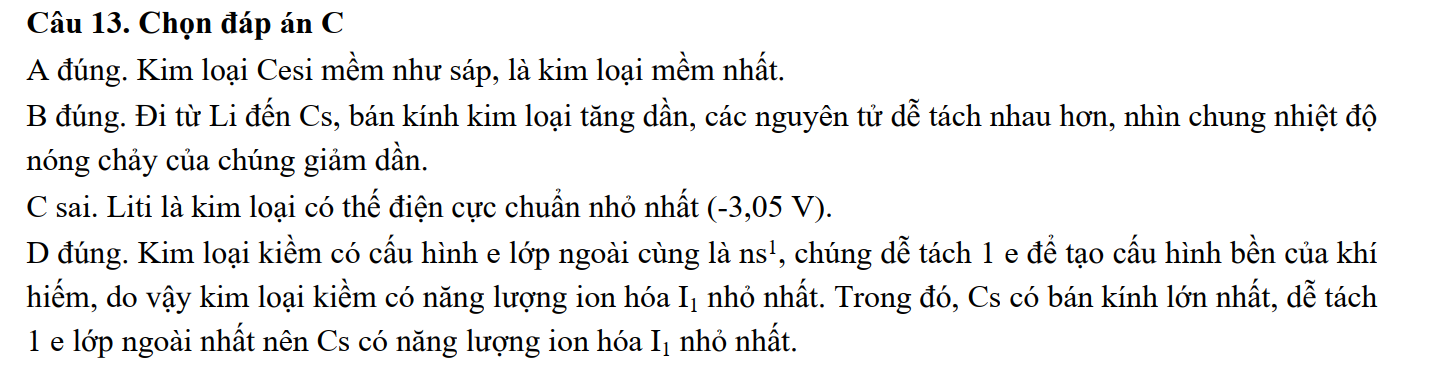 Câu 13. Chọn đáp án C
A đúng. Kim loại Cesi mềm như sáp, là kim loại mềm nhất.
B đúng. Đi từ Li đến Cs, bán kính kim loại tăng dần, các nguyên tử dễ tách nhau hơn, nhìn chung nhiệt độ
nóng chảy của chúng giảm dần.
C sai. Liti là kim loại có thế điện cực chuẩn nhỏ nhất (-3,05 V).
D đúng. Kim loại kiềm có cấu hình e lớp ngoài cùng là ns¹, chúng dễ tách 1 e để tạo cấu hình bền của khí
hiếm, do vậy kim loại kiềm có năng lượng ion hóa I₁ nhỏ nhất. Trong đó, Cs có bán kính lớn nhất, dễ tách
1 e lớp ngoài nhất nên Cs có năng lượng ion hóa I₁ nhỏ nhất.